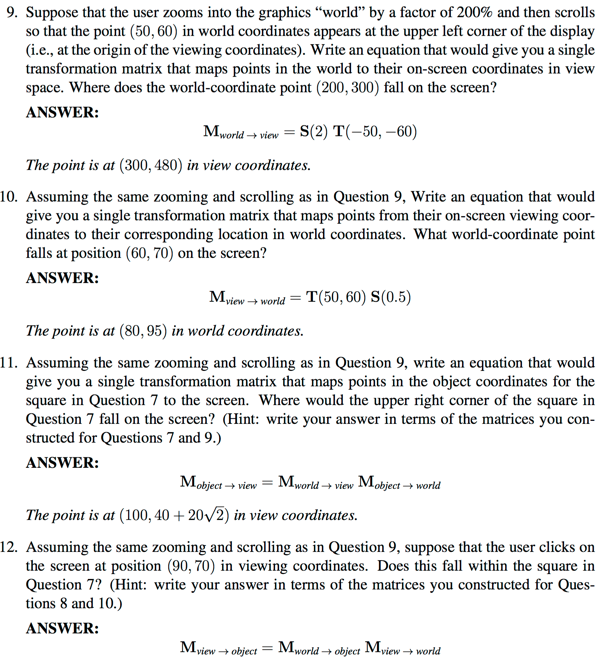 9. Suppose that the user zooms into the graphics “world” by a factor of 200% and then scrolls
so that the point (50, 60) in world coordinates appears at the upper left corner of the display
(i.e., at the origin of the viewing coordinates). Write an equation that would give you a single
transformation matrix that maps points in the world to their on-screen coordinates in view
space. Where does the world-coordinate point (200, 300) fall on the screen?
ANSWER:
M_world → view = S(2) T(−50, −60)
The point is at (300, 480) in view coordinates.
10. Assuming the same zooming and scrolling as in Question 9, Write an equation that would
give you a single transformation matrix that maps points from their on-screen viewing coor-
dinates to their corresponding location in world coordinates. What world-coordinate point
falls at position (60, 70) on the screen?
ANSWER:
M_view → world = T(50, 60) S(0.5)
The point is at (80, 95) in world coordinates.
11. Assuming the same zooming and scrolling as in Question 9, write an equation that would
give you a single transformation matrix that maps points in the object coordinates for the
square in Question 7 to the screen. Where would the upper right corner of the square in
Question 7 fall on the screen? (Hint: write your answer in terms of the matrices you con-
structed for Questions 7 and 9.)
ANSWER:
M_object → view = M_world → view M_object → world
The point is at (100, 40 + 20√2) in view coordinates.
12. Assuming the same zooming and scrolling as in Question 9, suppose that the user clicks on
the screen at position (90, 70) in viewing coordinates. Does this fall within the square in
Question 7? (Hint: write your answer in terms of the matrices you constructed for Ques-
tions 8 and 10.)
ANSWER:
M_view → object = M_world → object M_view → world